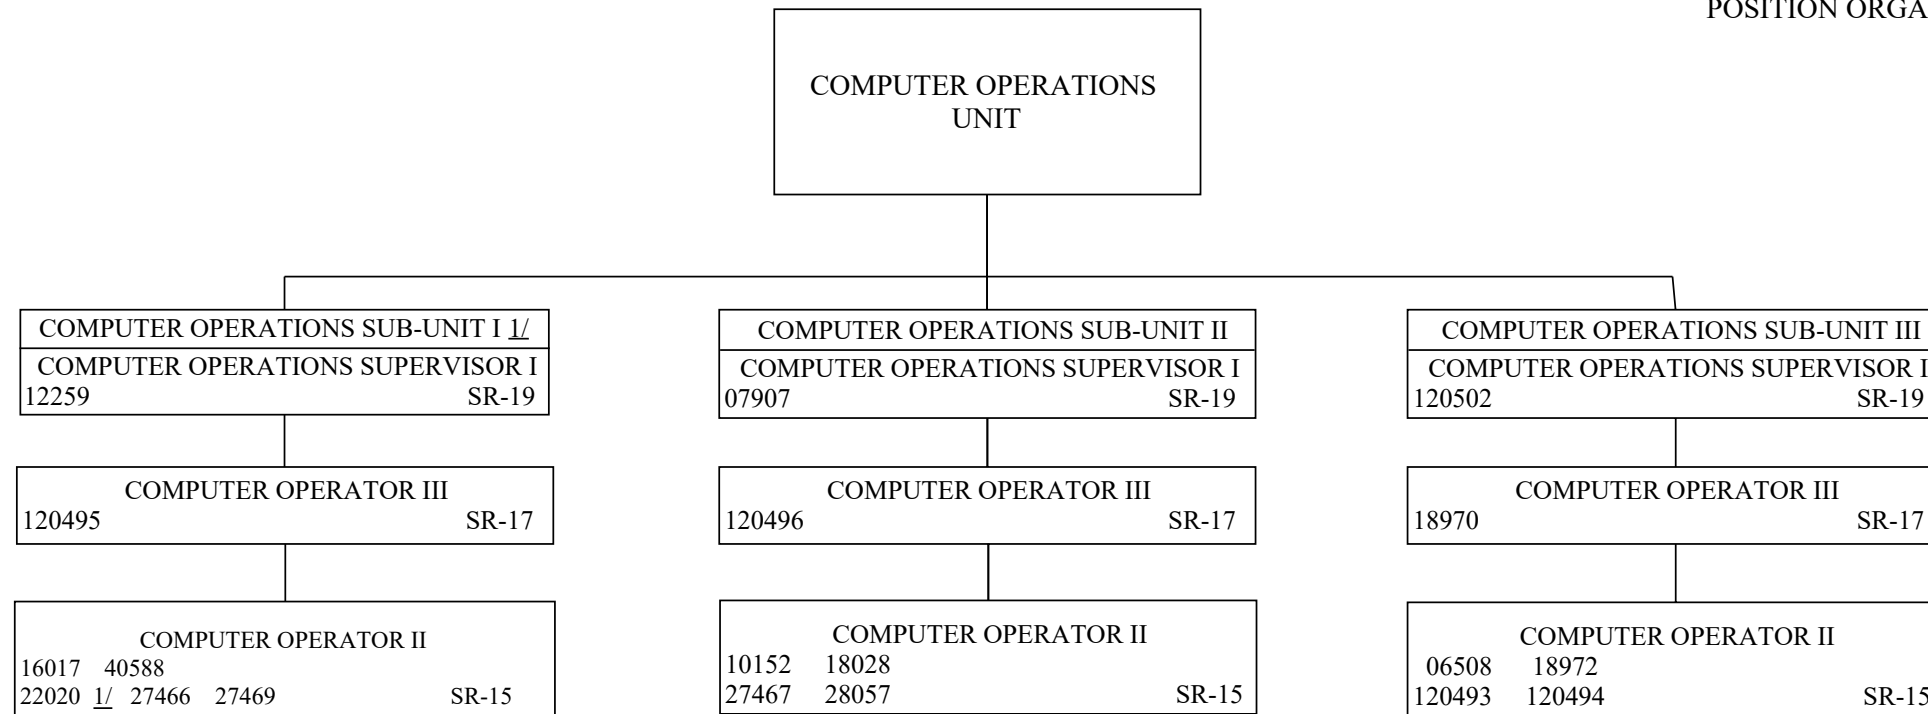 POSITION ORGA
COMPUTER OPERATIONS
UNIT
COMPUTER OPERATIONS SUB-UNIT I 1/
COMPUTER OPERATIONS SUPERVISOR I
12259 SR-19
COMPUTER OPERATOR III
120495 SR-17
COMPUTER OPERATOR II
16017 40588
22020 1/ 27466 27469 SR-15
COMPUTER OPERATIONS SUB-UNIT II
COMPUTER OPERATIONS SUPERVISOR I
07907 SR-19
COMPUTER OPERATOR III
120496 SR-17
COMPUTER OPERATOR II
10152 18028
27467 28057 SR-15
COMPUTER OPERATIONS SUB-UNIT III
COMPUTER OPERATIONS SUPERVISOR I
120502 SR-19
COMPUTER OPERATOR III
18970 SR-17
COMPUTER OPERATOR II
06508 18972
120493 120494 SR-15